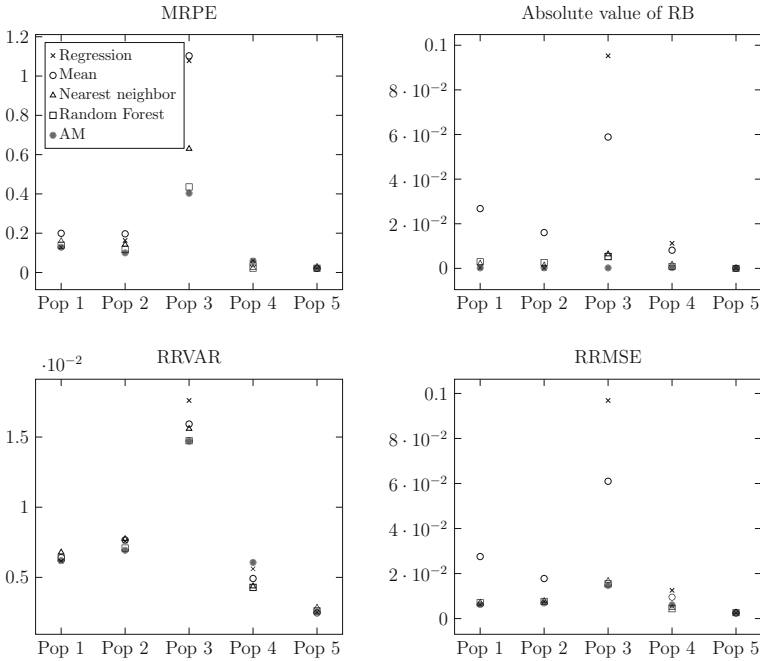 MRPE
1.2
1
0.8
0.6
0.4
0.2
0
Regression
Mean
Nearest neighbor
Random Forest
AM
Pop 1 Pop 2 Pop 3 Pop 4 Pop 5
Absolute value of RB
0.1
8 · 10⁻²
6 · 10⁻²
4 · 10⁻²
2 · 10⁻²
0
Pop 1 Pop 2 Pop 3 Pop 4 Pop 5
RRVAR
·10⁻²
1.5
1
0.5
Pop 1 Pop 2 Pop 3 Pop 4 Pop 5
RRMSE
0.1
8 · 10⁻²
6 · 10⁻²
4 · 10⁻²
2 · 10⁻²
0
Pop 1 Pop 2 Pop 3 Pop 4 Pop 5